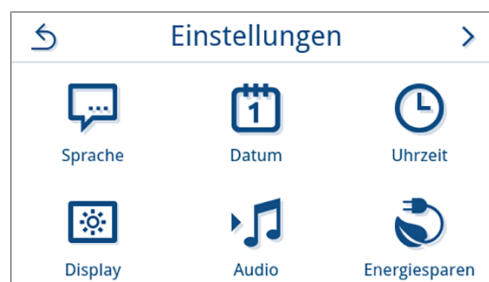 Einstellungen
Sprache
Datum
1
Uhrzeit
Display
Audio
Energiesparen